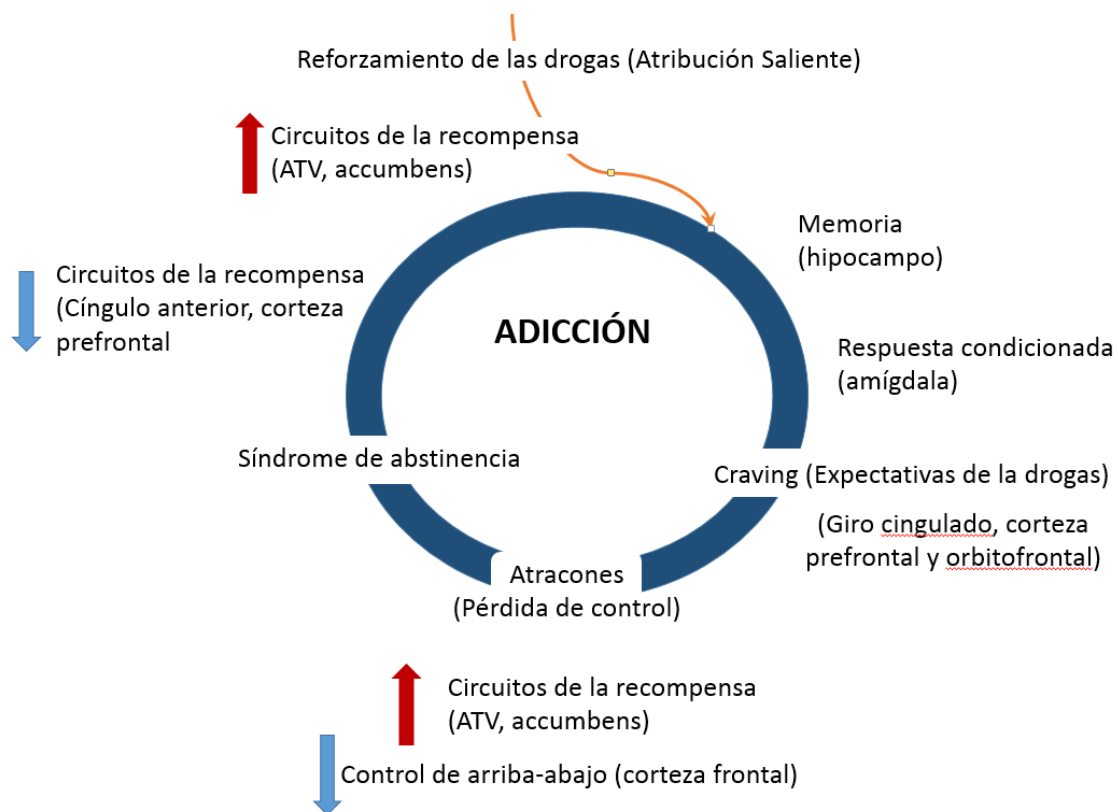 Reforzamiento de las drogas (Atribución Saliente)
Circuitos de la recompensa
(ATV, accumbens)
Memoria
(hipocampo)
Circuitos de la recompensa
(Cíngulo anterior, corteza
prefrontal
ADICCIÓN
Respuesta condicionada
(amígdala)
Síndrome de abstinencia
Craving (Expectativas de la drogas)
(Giro cingulado, corteza
prefrontal y orbitofrontal)
Atracones
(Pérdida de control)
Circuitos de la recompensa
(ATV, accumbens)
Control de arriba-abajo (corteza frontal)